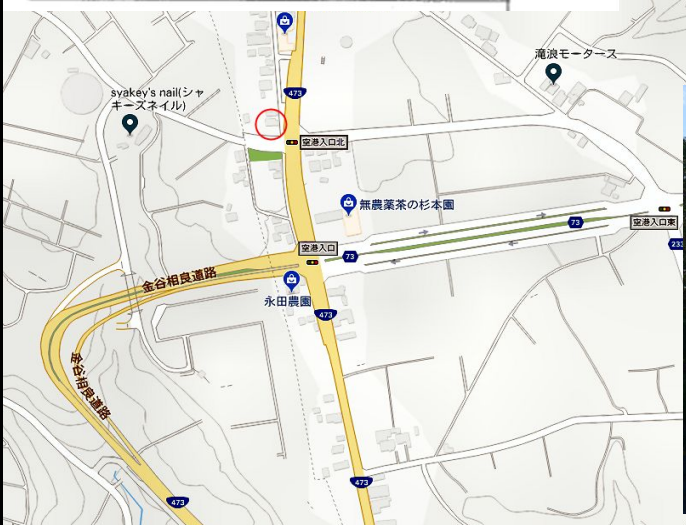 滝浪モータース
syakey's nail(シャ
キーズネイル)
473
空港入口北
無農薬茶の杉本園
73
空港入口東
空港入口
73
233
金谷相良道路
永田農園
473
金谷相良道路
473
473